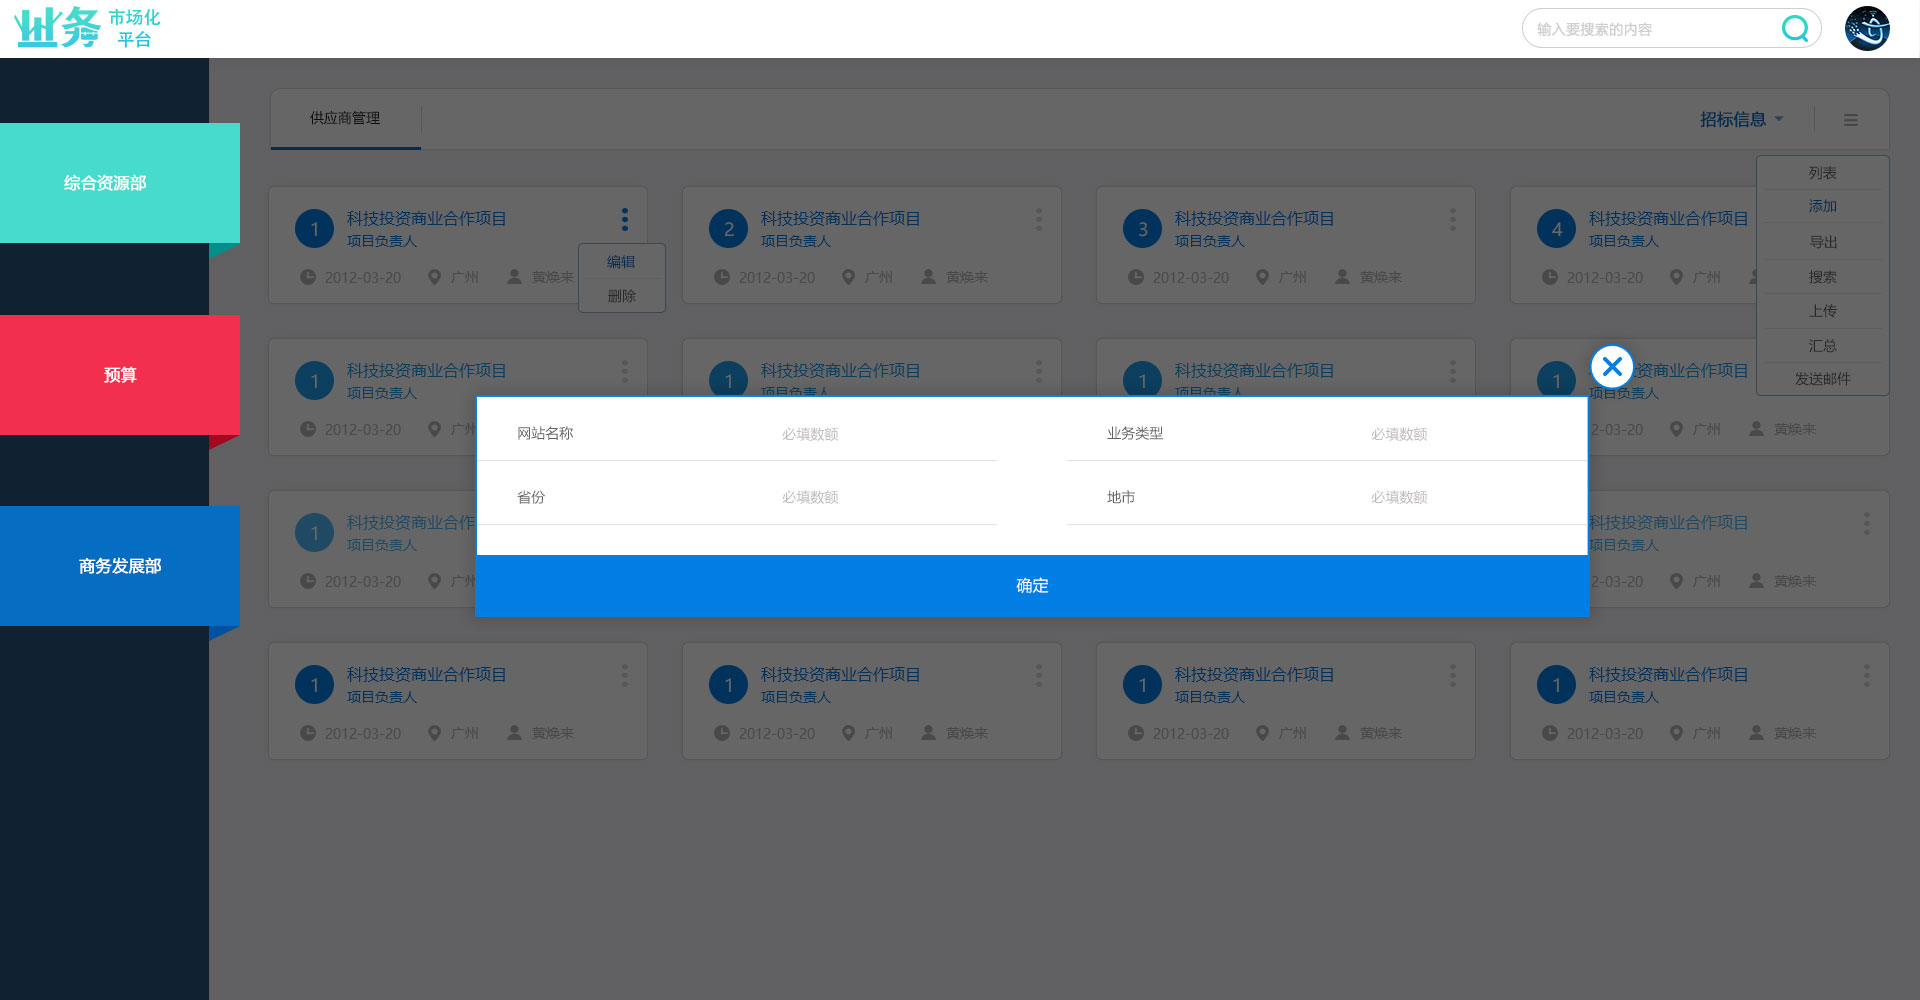 业务 市场化
平台
输入要搜索的内容
供应商管理
招标信息
综合资源部
预算
商务发展部
列表
添加
导出
搜索
上传
汇总
发送邮件
1 科技投资商业合作项目
项目负责人
2012-03-20 广州 黄焕来
编辑
删除
2 科技投资商业合作项目
项目负责人
2012-03-20 广州 黄焕来
3 科技投资商业合作项目
项目负责人
2012-03-20 广州 黄焕来
4 科技投资商业合作项目
项目负责人
2012-03-20 广州
1 科技投资商业合作项目
项目负责人
2012-03-20 广州
1 科技投资商业合作项目
项目负责人
1 科技投资商业合作项目
项目负责人
1 科技投资商业合作项目
项目负责人
2-03-20 广州 黄焕来
网站名称 必填数额 业务类型 必填数额
省份 必填数额 地市 必填数额
确定
1 科技投资商业合作
项目负责人
2012-03-20 广州
科技投资商业合作项目
项目负责人
2-03-20 广州 黄焕来
1 科技投资商业合作项目
项目负责人
2012-03-20 广州 黄焕来
1 科技投资商业合作项目
项目负责人
2012-03-20 广州 黄焕来
1 科技投资商业合作项目
项目负责人
2012-03-20 广州 黄焕来
1 科技投资商业合作项目
项目负责人
2012-03-20 广州 黄焕来